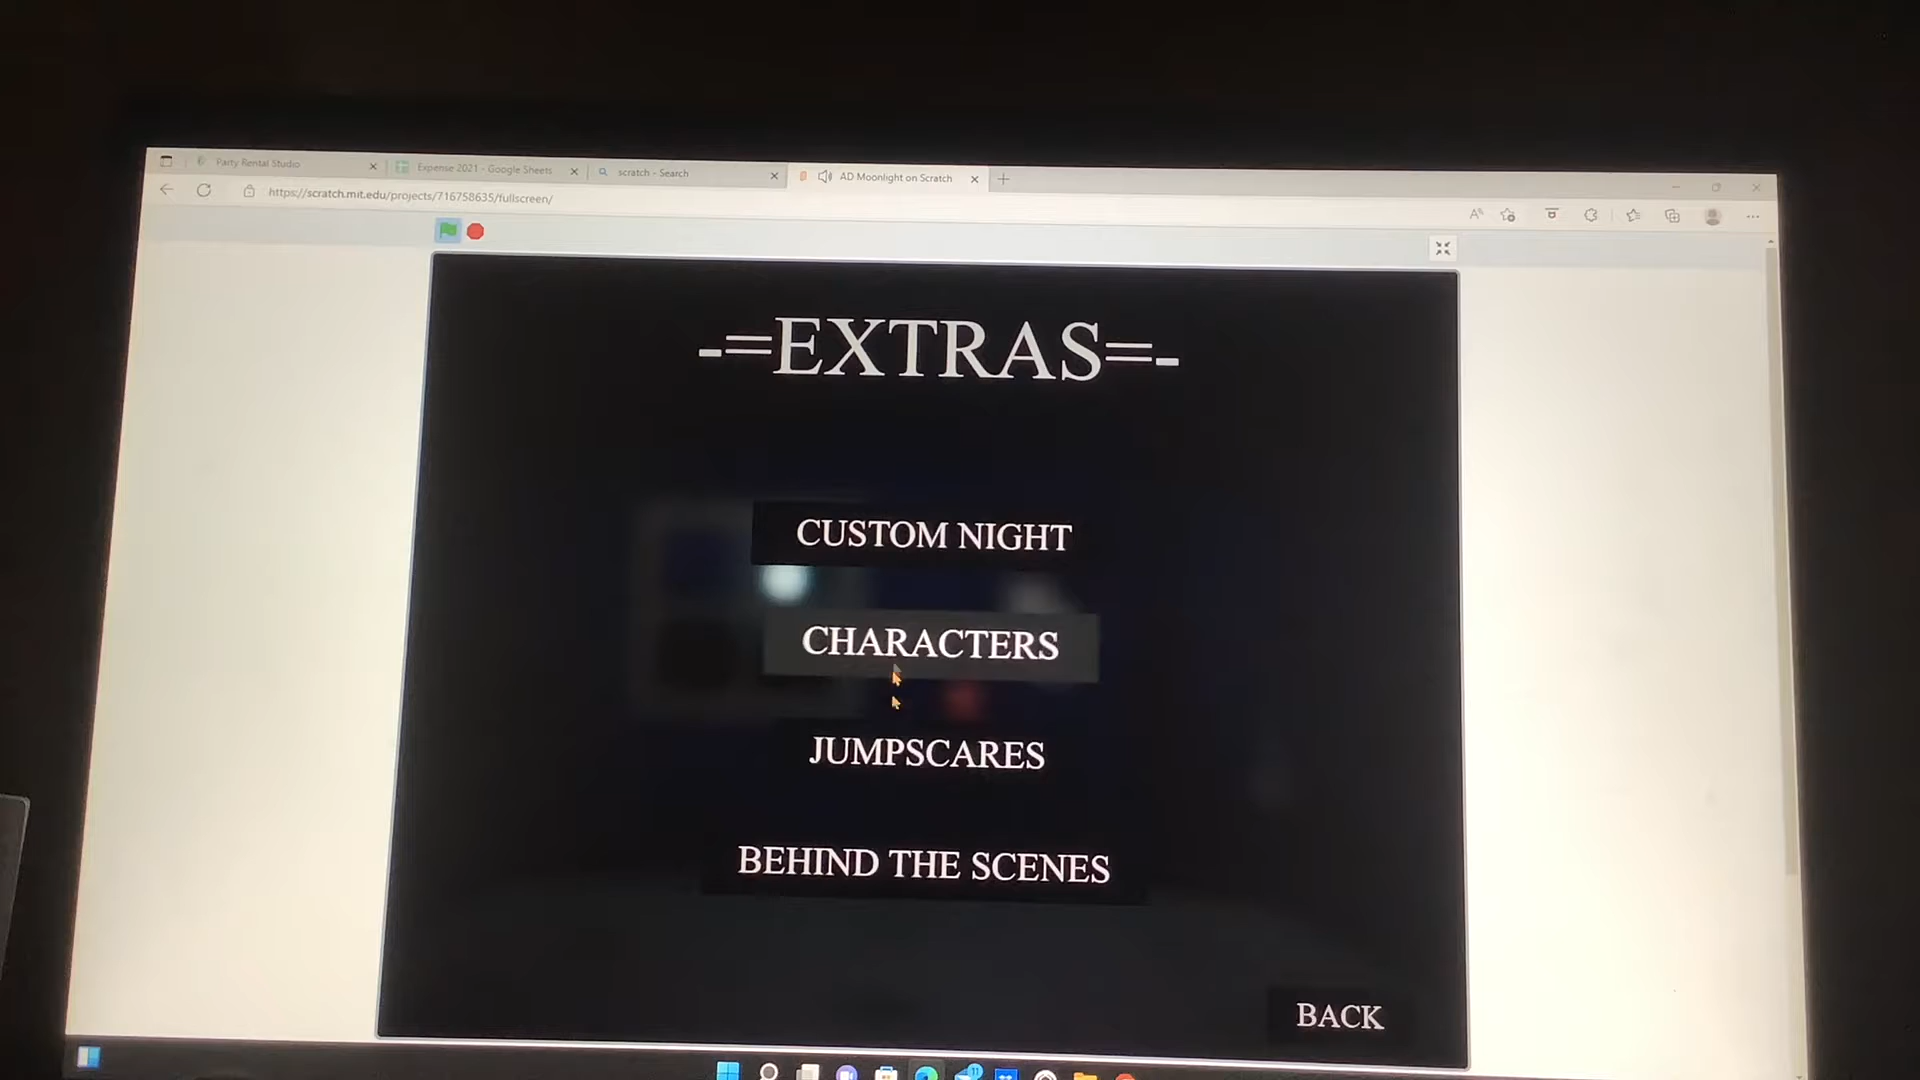 Party Rental Studio
Expense 2021 - Google Sheets
scratch - Search
AD Moonlight on Scratch
https://scratch.mit.edu/projects/716758635/fullscreen/
-=EXTRAS=-
CUSTOM NIGHT
CHARACTERS
JUMPSCARES
BEHIND THE SCENES
BACK
11